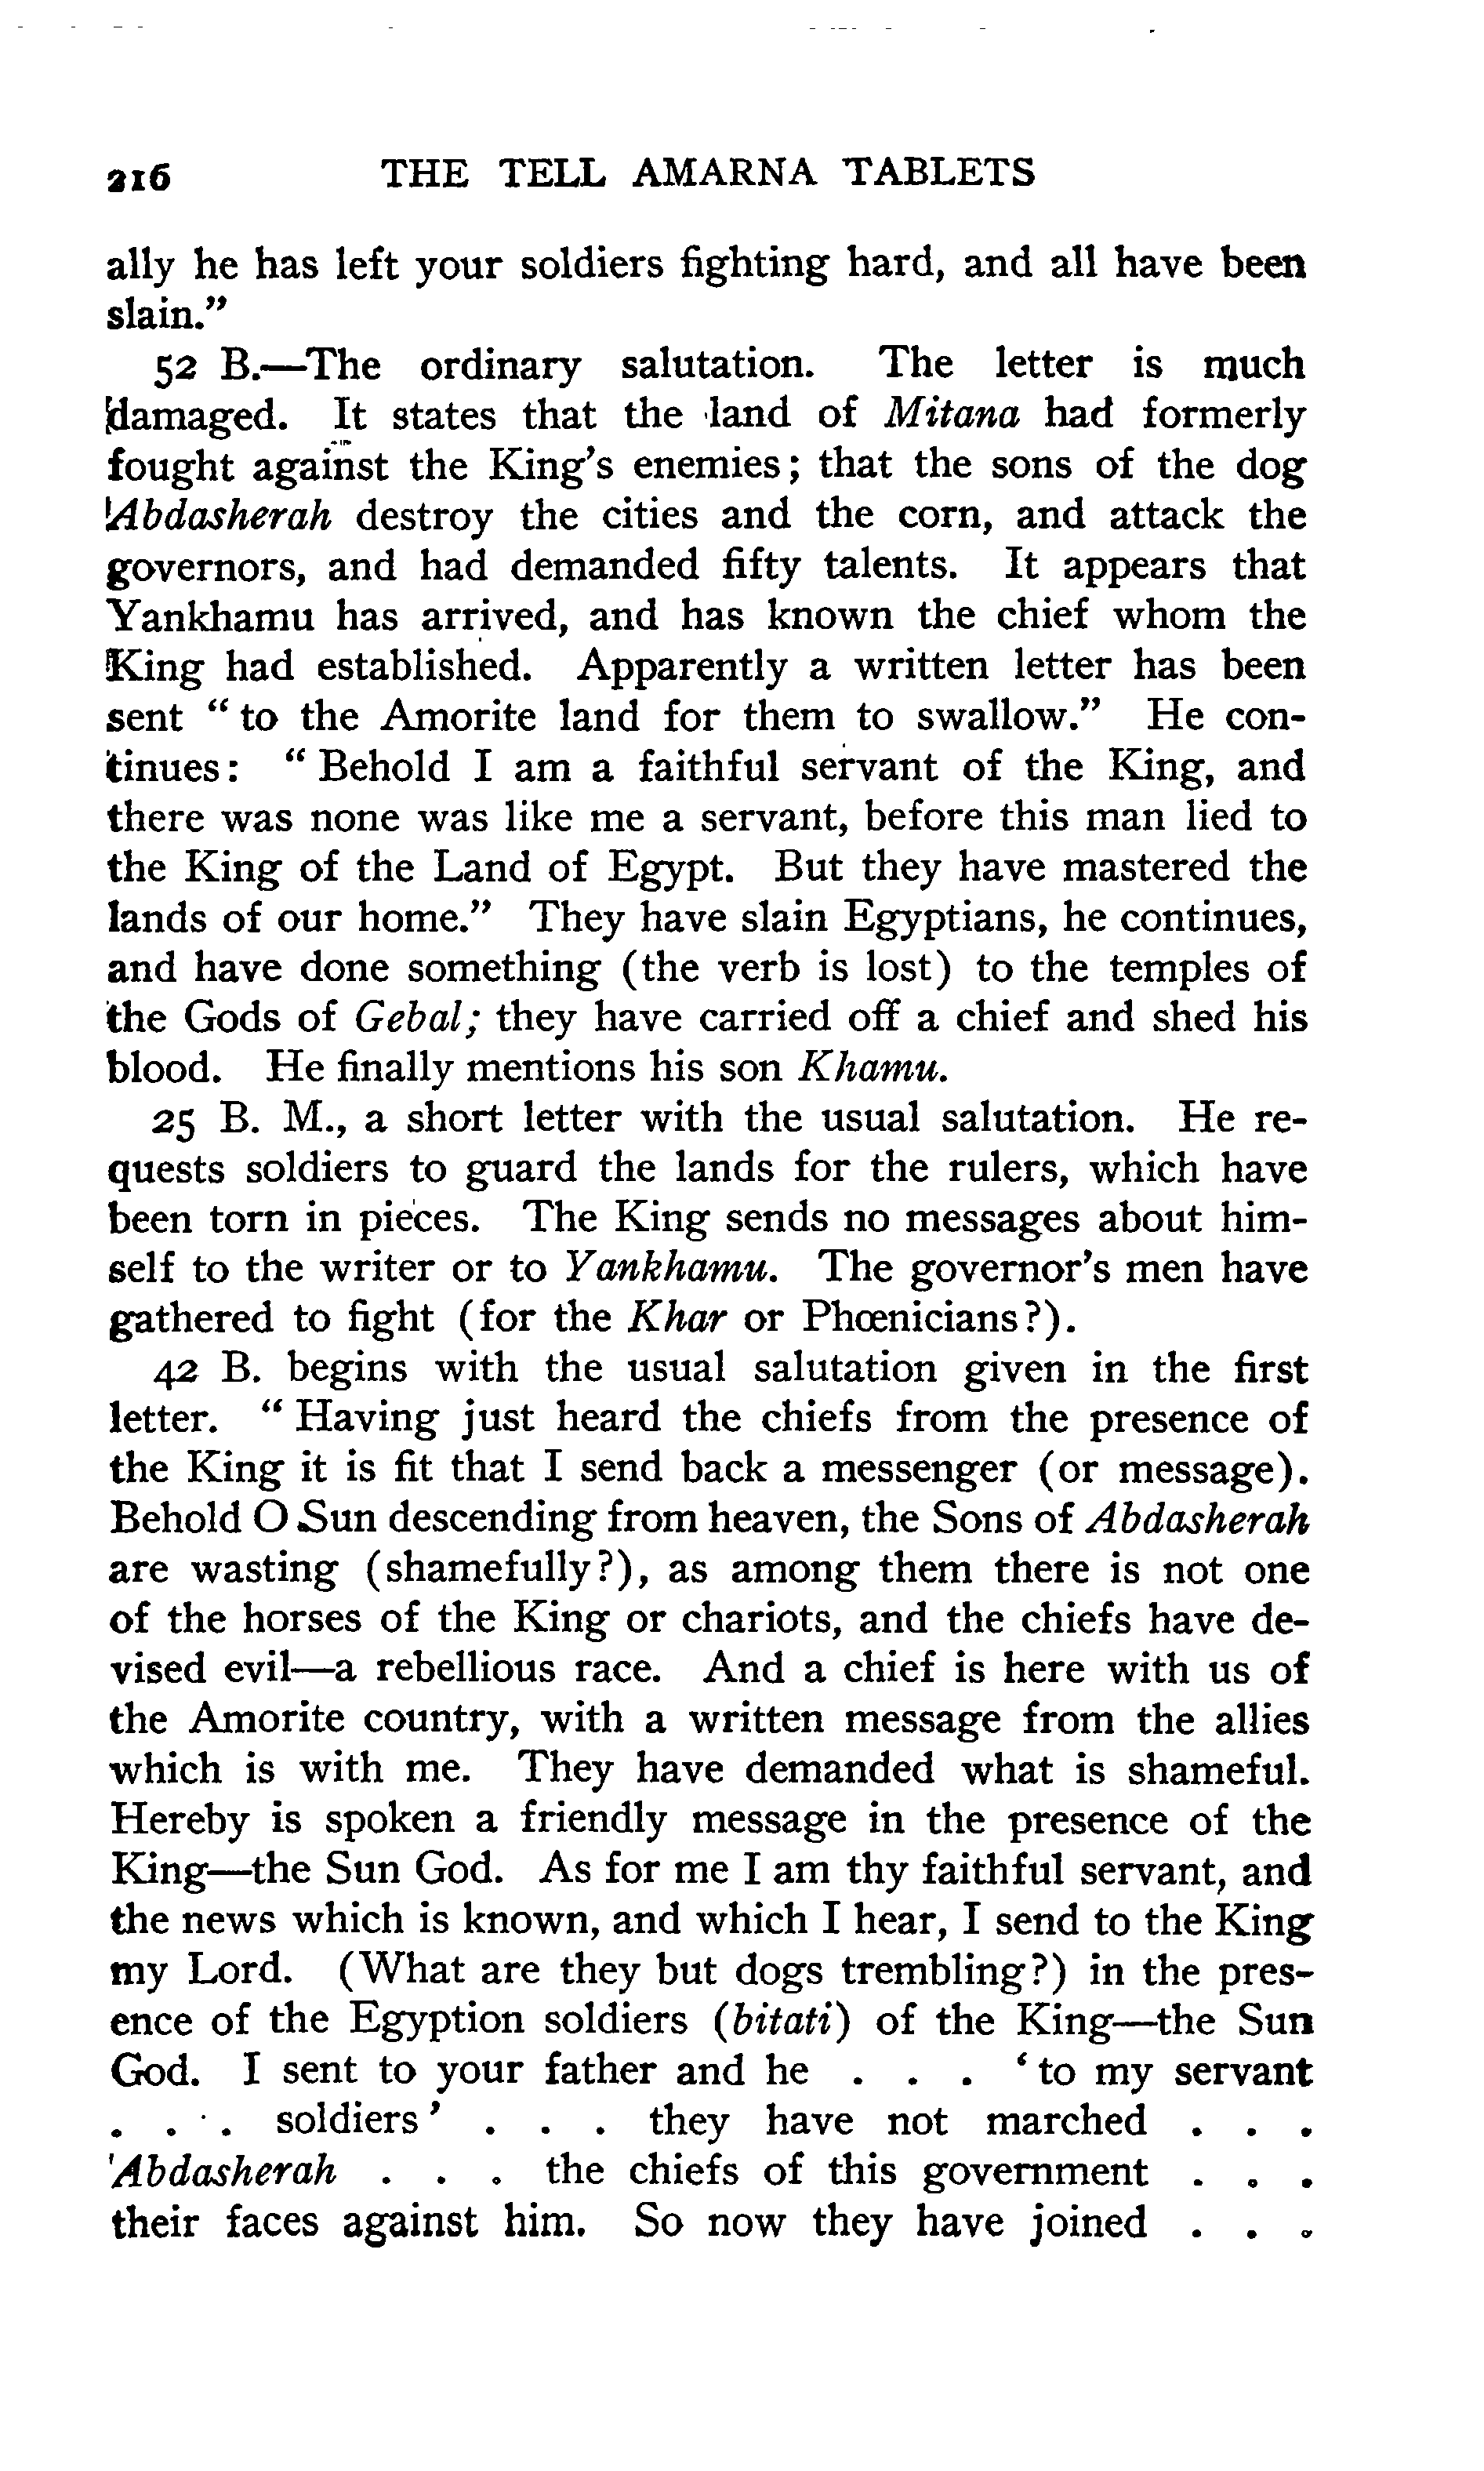 216 THE TELL AMARNA TABLETS
ally he has left your soldiers fighting hard, and all have been
slain."
52 B.—The ordinary salutation. The letter is much
damaged. It states that the land of Mitana had formerly
fought against the King's enemies; that the sons of the dog
'Abdasherah destroy the cities and the corn, and attack the
governors, and had demanded fifty talents. It appears that
Yankhamu has arrived, and has known the chief whom the
King had established. Apparently a written letter has been
sent "to the Amorite land for them to swallow." He con-
tinues: "Behold I am a faithful servant of the King, and
there was none was like me a servant, before this man lied to
the King of the Land of Egypt. But they have mastered the
lands of our home." They have slain Egyptians, he continues,
and have done something (the verb is lost) to the temples of
the Gods of Gebal; they have carried off a chief and shed his
blood. He finally mentions his son Khamu.
25 B. M., a short letter with the usual salutation. He re-
quests soldiers to guard the lands for the rulers, which have
been torn in pieces. The King sends no messages about him-
self to the writer or to Yankhamu. The governor's men have
gathered to fight (for the Khar or Phœnicians?).
42 B. begins with the usual salutation given in the first
letter. "Having just heard the chiefs from the presence of
the King it is fit that I send back a messenger (or message).
Behold O Sun descending from heaven, the Sons of Abdasherah
are wasting (shamefully?), as among them there is not one
of the horses of the King or chariots, and the chiefs have de-
vised evil—a rebellious race. And a chief is here with us of
the Amorite country, with a written message from the allies
which is with me. They have demanded what is shameful.
Hereby is spoken a friendly message in the presence of the
King—the Sun God. As for me I am thy faithful servant, and
the news which is known, and which I hear, I send to the King
my Lord. (What are they but dogs trembling?) in the pres-
ence of the Egyption soldiers (bitati) of the King—the Sun
God. I sent to your father and he . . . 'to my servant
. . . soldiers' . . . they have not marched . . .
'Abdasherah . . . the chiefs of this government . . .
their faces against him. So now they have joined . . .